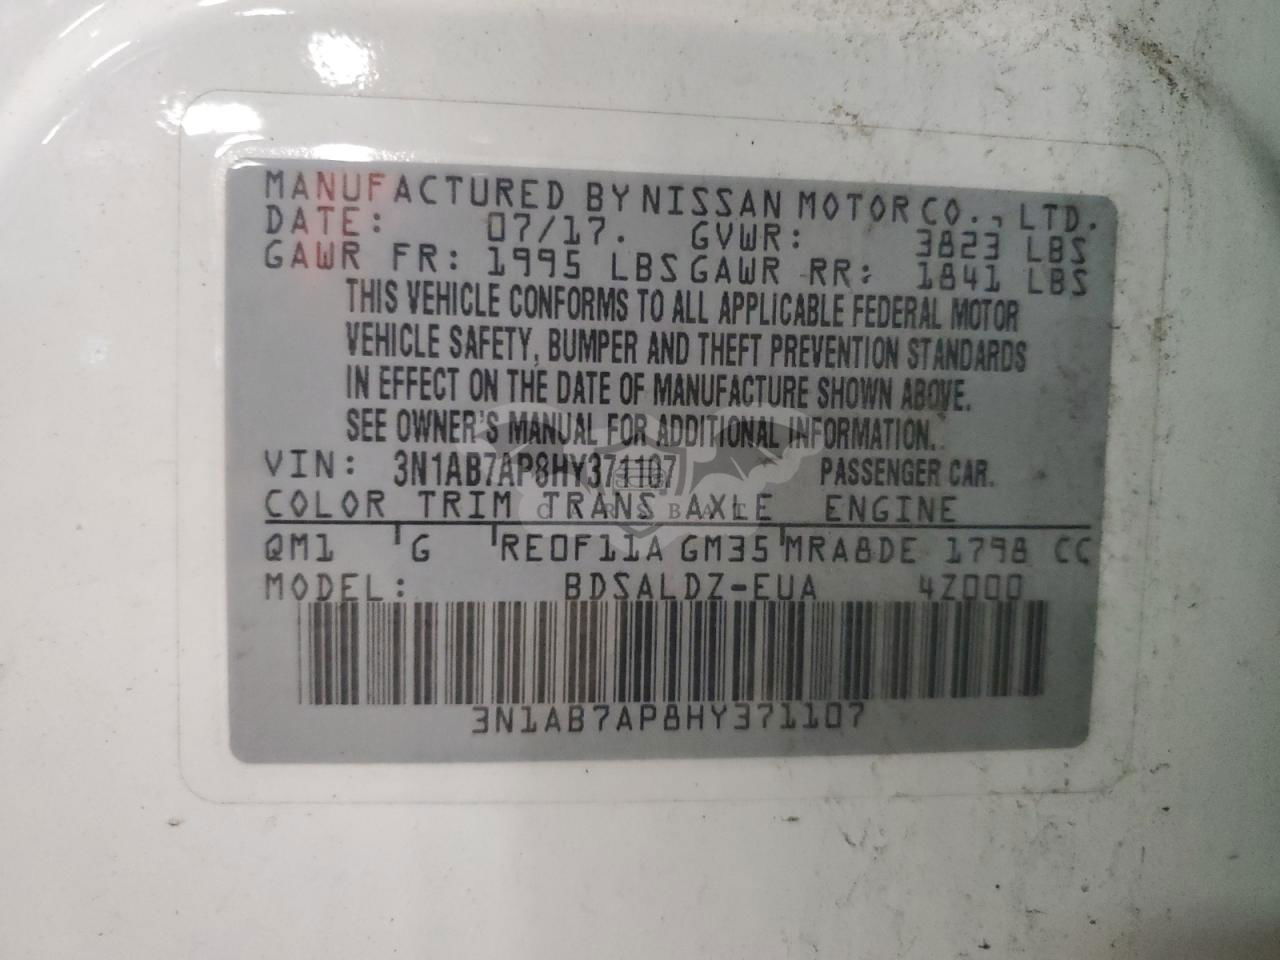 MANUFACTURED BY NISSAN MOTOR CO., LTD.
DATE: 07/17. GVWR: 3823 LBS
GAWR FR: 1995 LBS GAWR RR: 1841 LBS
THIS VEHICLE CONFORMS TO ALL APPLICABLE FEDERAL MOTOR
VEHICLE SAFETY, BUMPER AND THEFT PREVENTION STANDARDS
IN EFFECT ON THE DATE OF MANUFACTURE SHOWN ABOVE.
SEE OWNER'S MANUAL FOR ADDITIONAL INFORMATION.
VIN: 3N1AB7AP8HY371107 PASSENGER CAR.
CARSBAT
COLOR TRIM TRANS AXLE ENGINE
QM1 G RE0F11A GM35 MRA8DE 1798 CC
MODEL: BDSALDZ-EUA 4Z000
3N1AB7AP8HY371107